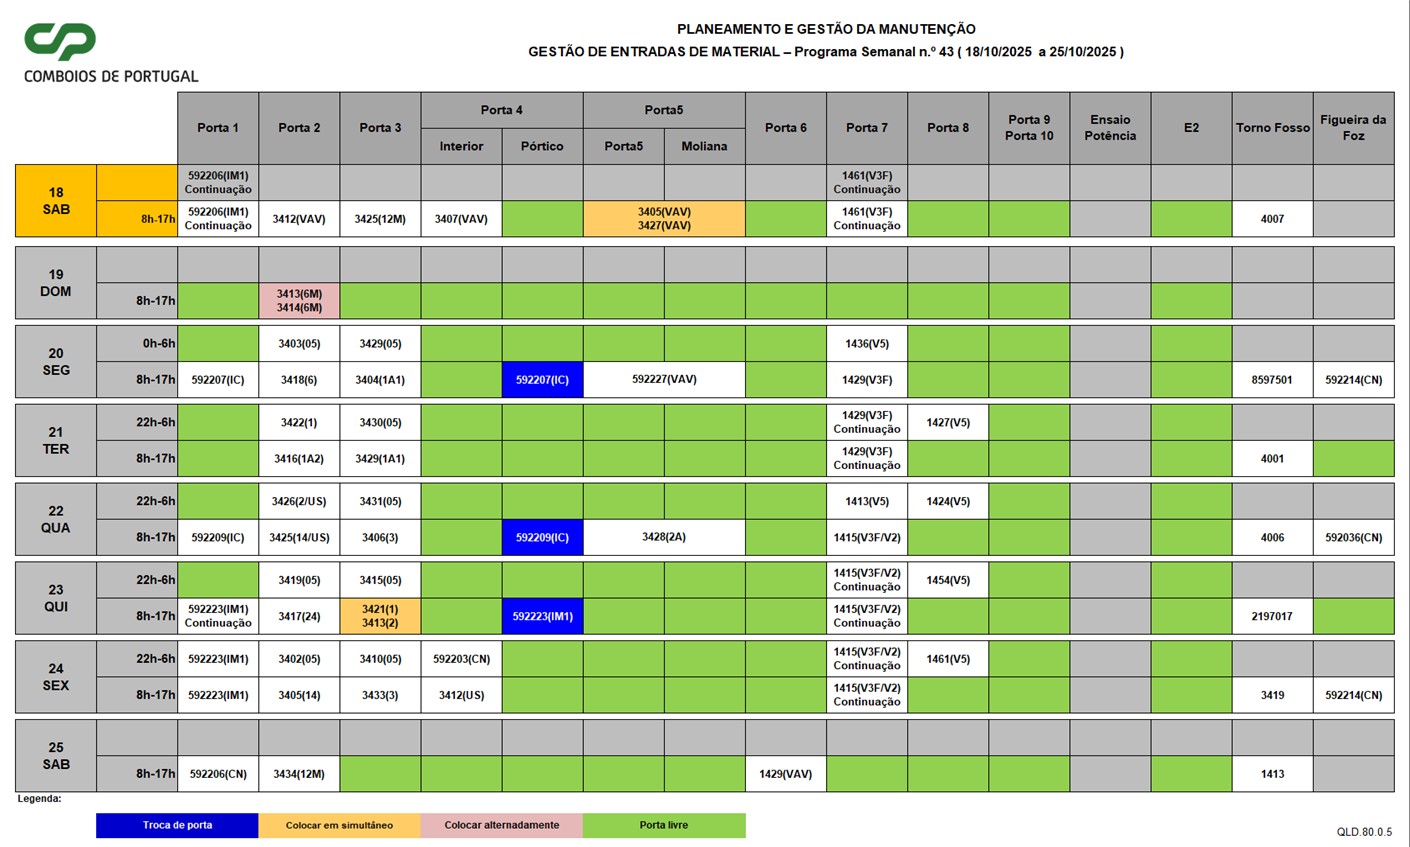 CP
COMBOIOS DE PORTUGAL
PLANEAMENTO E GESTÃO DA MANUTENÇÃO
GESTÃO DE ENTRADAS DE MATERIAL – Programa Semanal n.º 43 ( 18/10/2025 a 25/10/2025 )
Porta 1 Porta 2 Porta 3 Porta 4 Porta5 Porta 6 Porta 7 Porta 8 Porta 9 Porta 10 Ensaio Potência E2 Torno Fosso Figueira da Foz
Interior Pórtico Porta5 Moliana
18 SAB
592206(IM1) Continuação 1461(V3F) Continuação
8h-17h 592206(IM1) Continuação 3412(VAV) 3425(12M) 3407(VAV) 3405(VAV) 3427(VAV) 1461(V3F) Continuação 4007
19 DOM
8h-17h 3413(6M) 3414(6M)
20 SEG
0h-6h 3403(05) 3429(05) 1436(V5)
8h-17h 592207(IC) 3418(6) 3404(1A1) 592207(IC) 592227(VAV) 1429(V3F) 8597501 592214(CN)
21 TER
22h-6h 3422(1) 3430(05) 1429(V3F) Continuação 1427(V5)
8h-17h 3416(1A2) 3429(1A1) 1429(V3F) Continuação 4001
22 QUA
22h-6h 3426(2/US) 3431(05) 1413(V5) 1424(V5)
8h-17h 592209(IC) 3425(14/US) 3406(3) 592209(IC) 3428(2A) 1415(V3F/V2) 4006 592036(CN)
23 QUI
22h-6h 3419(05) 3415(05) 1415(V3F/V2) Continuação 1454(V5)
8h-17h 592223(IM1) Continuação 3417(24) 3421(1) 3413(2) 592223(IM1) 1415(V3F/V2) Continuação 2197017
24 SEX
22h-6h 592223(IM1) 3402(05) 3410(05) 592203(CN) 1415(V3F/V2) Continuação 1461(V5)
8h-17h 592223(IM1) 3405(14) 3433(3) 3412(US) 1415(V3F/V2) Continuação 3419 592214(CN)
25 SAB
8h-17h 592206(CN) 3434(12M) 1429(VAV) 1413
Legenda:
Troca de porta Colocar em simultâneo Colocar alternadamente Porta livre
QLD.80.0.5